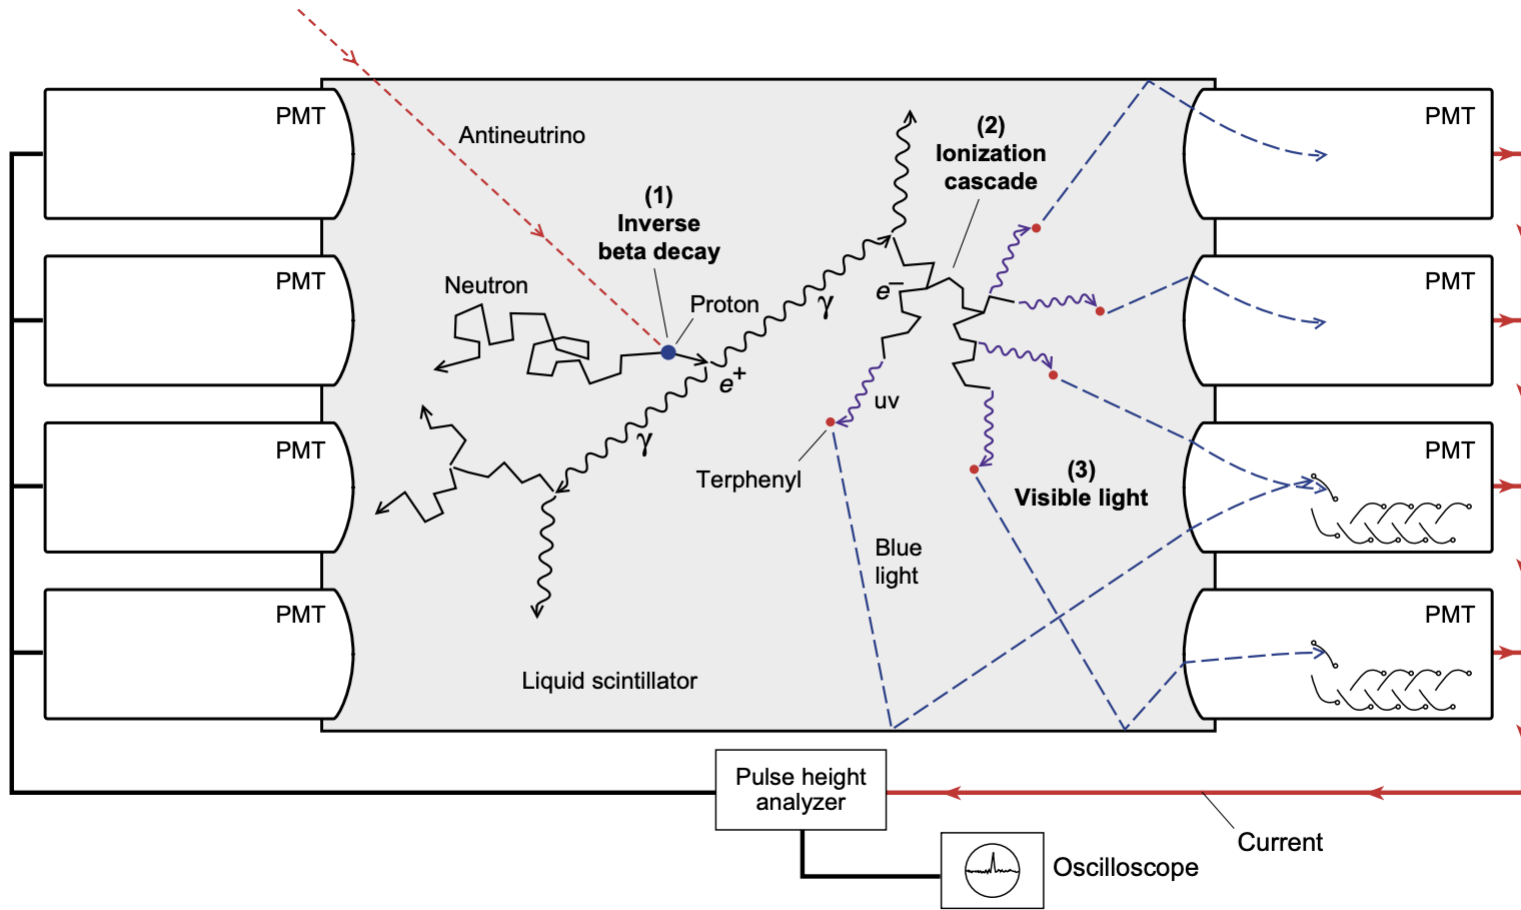 PMT
PMT
Antineutrino
(1)
Inverse
beta decay
(2)
Ionization
cascade
Neutron
Proton
PMT
PMT
γ
e⁻
e⁺
uv
γ
PMT
PMT
Terphenyl
(3)
Visible light
Blue
light
PMT
PMT
Liquid scintillator
Pulse height
analyzer
Current
Oscilloscope